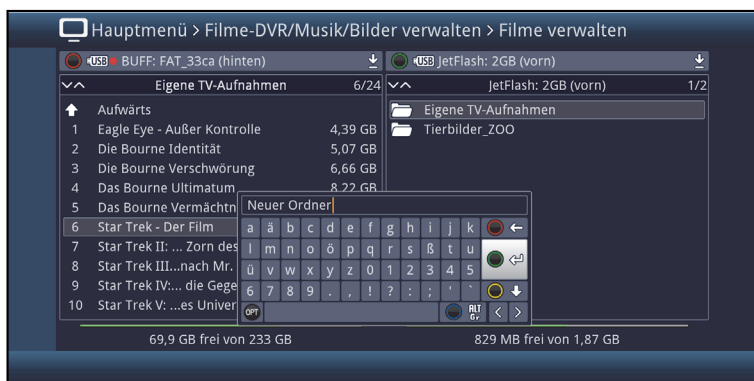 Hauptmenü > Filme-DVR/Musik/Bilder verwalten > Filme verwalten
USB BUFF: FAT_33ca (hinten)
USB JetFlash: 2GB (vorn)
Eigene TV-Aufnahmen 6/24
JetFlash: 2GB (vorn) 1/2
Aufwärts
1 Eagle Eye - Außer Kontrolle 4,39 GB
2 Die Bourne Identität 5,07 GB
3 Die Bourne Verschwörung 6,66 GB
4 Das Bourne Ultimatum 8,22 GB
5 Das Bourne Vermächtn
6 Star Trek - Der Film
7 Star Trek II: ... Zorn des
8 Star Trek III...nach Mr.
9 Star Trek IV:... die Gege
10 Star Trek V: ...es Univer
Eigene TV-Aufnahmen
Tierbilder_ZOO
Neuer Ordner
a ä b c d e f g h i j k
l m n o ö p q r s ß t u
ü v w x y z 0 1 2 3 4 5
6 7 8 9 . , ! ? : ; ' `
OPT ALT Gr < >
69,9 GB frei von 233 GB
829 MB frei von 1,87 GB